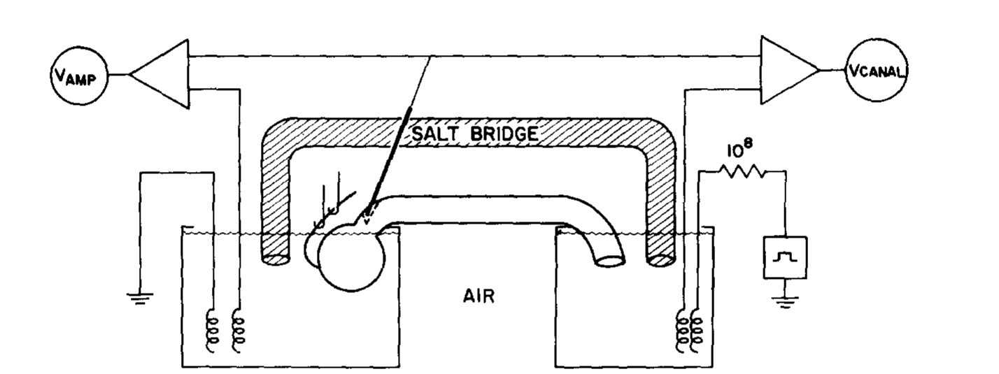 VAMP
VCANAL
SALT BRIDGE
10⁸
AIR